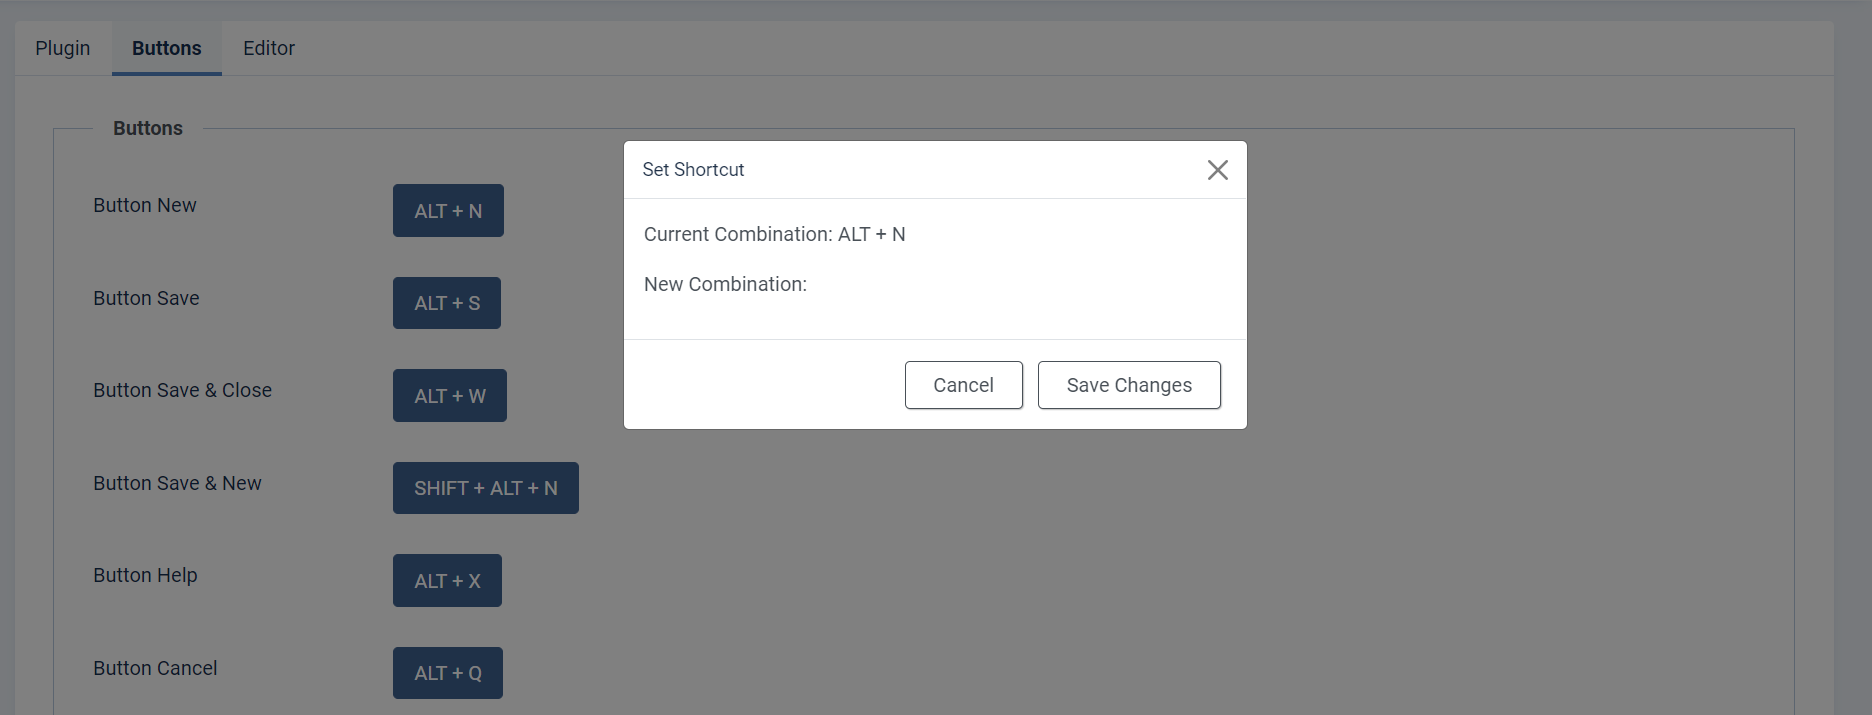 Plugin Buttons Editor
Buttons
Button New ALT + N
Button Save ALT + S
Button Save & Close ALT + W
Button Save & New SHIFT + ALT + N
Button Help ALT + X
Button Cancel ALT + Q
Set Shortcut
Current Combination: ALT + N
New Combination:
Cancel Save Changes